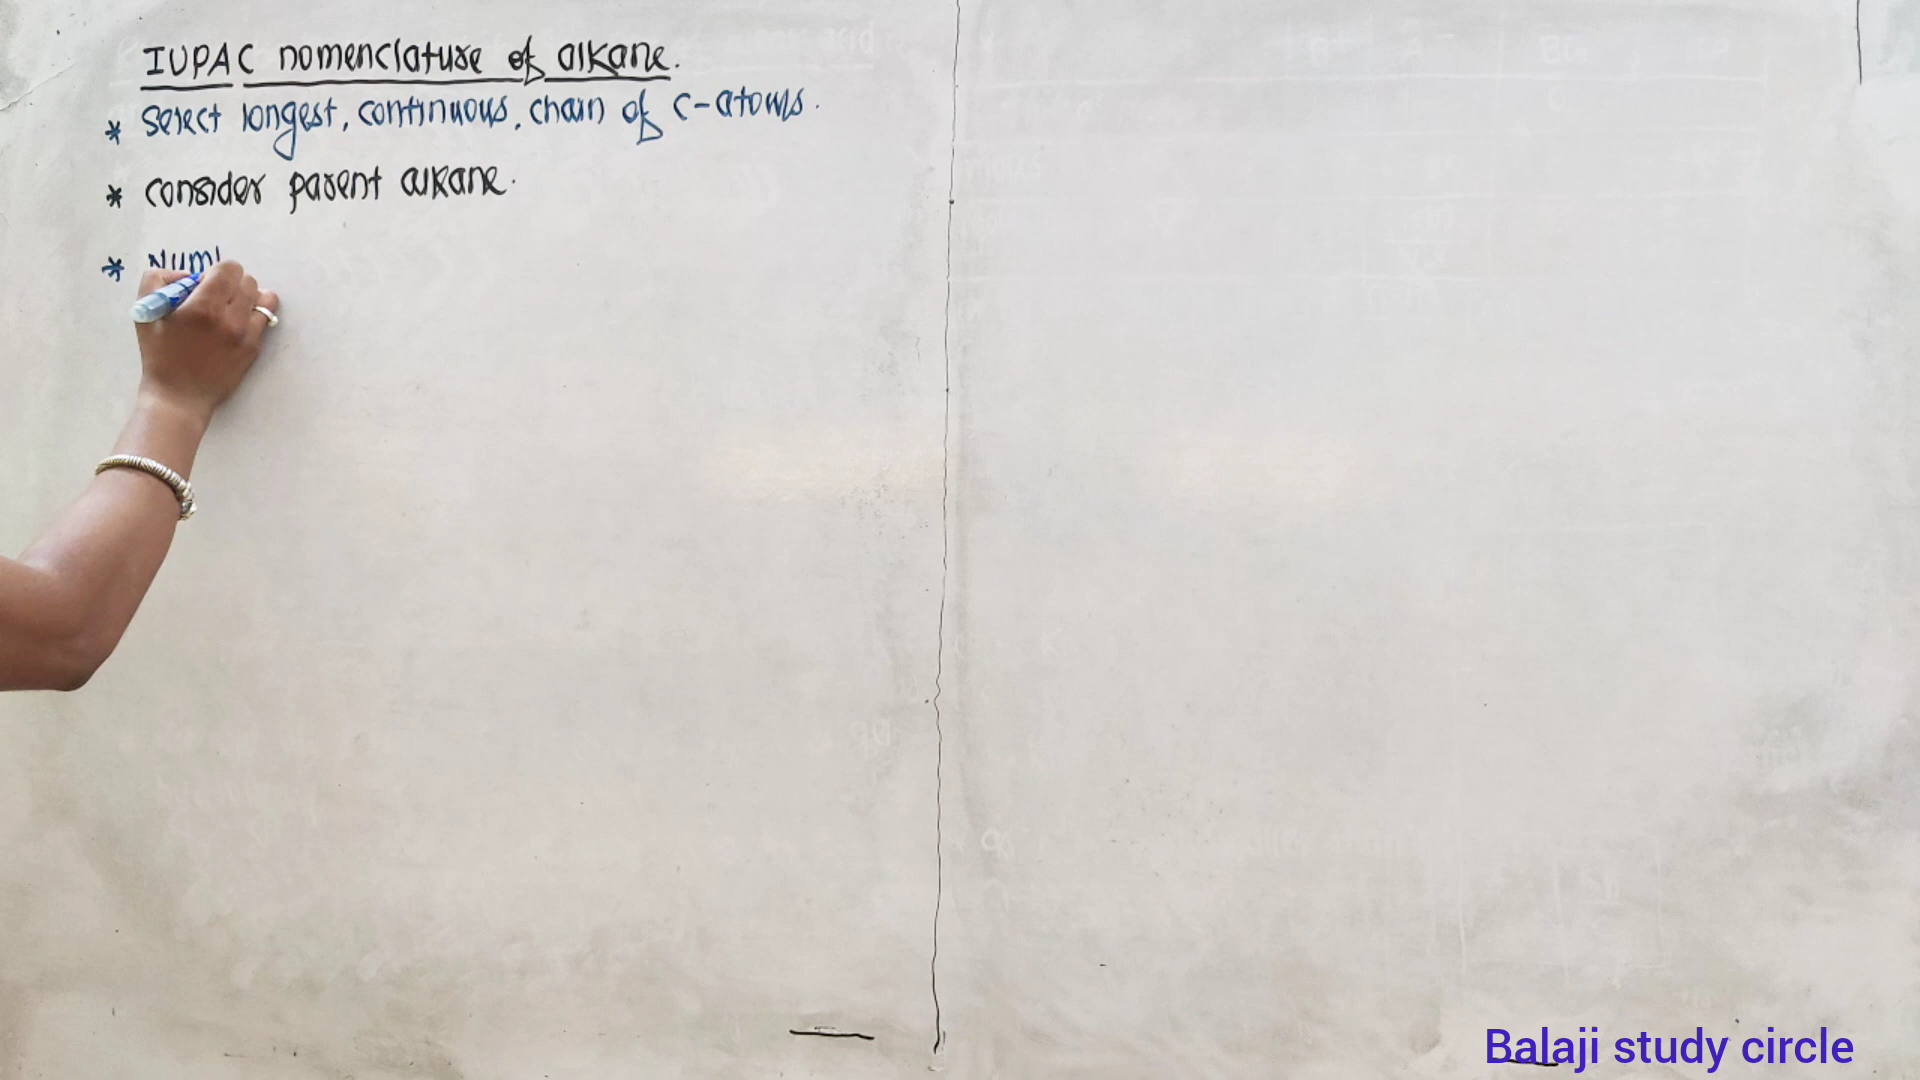 IUPAC nomenclature of alkane.
* Select longest, continuous, chain of C-atoms.
* consider parent alkane.
*
Balaji study circle